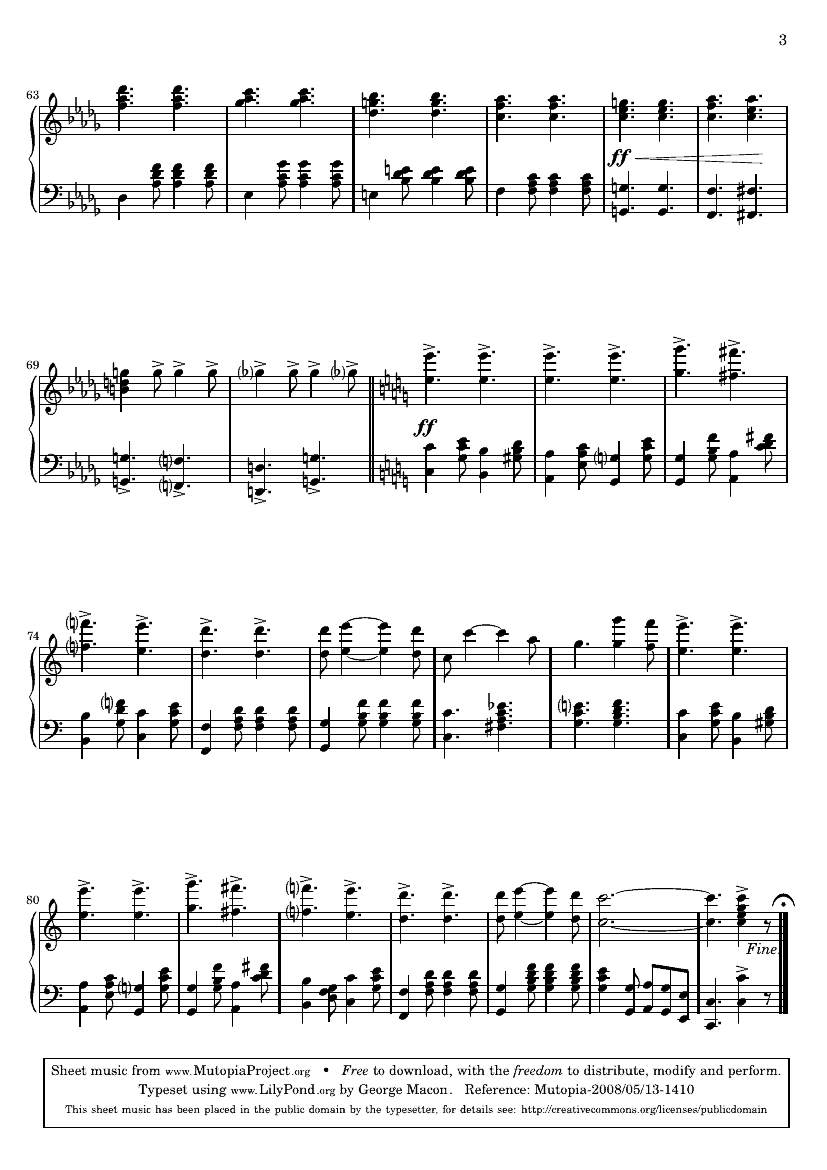 3
63
ff
69
ff
74
80
Fine.
Sheet music from www.MutopiaProject.org • Free to download, with the freedom to distribute, modify and perform.
Typeset using www.LilyPond.org by George Macon. Reference: Mutopia-2008/05/13-1410
This sheet music has been placed in the public domain by the typesetter, for details see: http://creativecommons.org/licenses/publicdomain